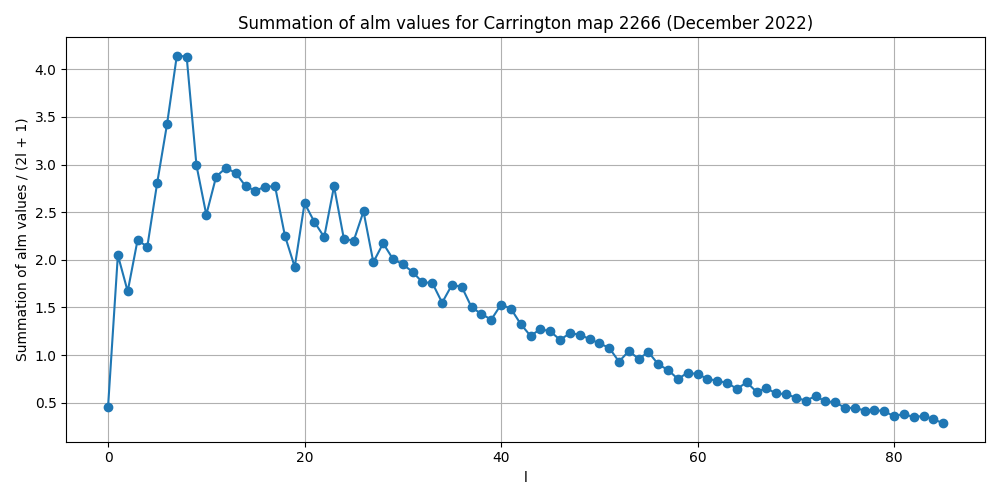 Summation of alm values for Carrington map 2266 (December 2022)
Summation of alm values / (2l + 1)
4.0
3.5
3.0
2.5
2.0
1.5
1.0
0.5
0 20 40 60 80
l